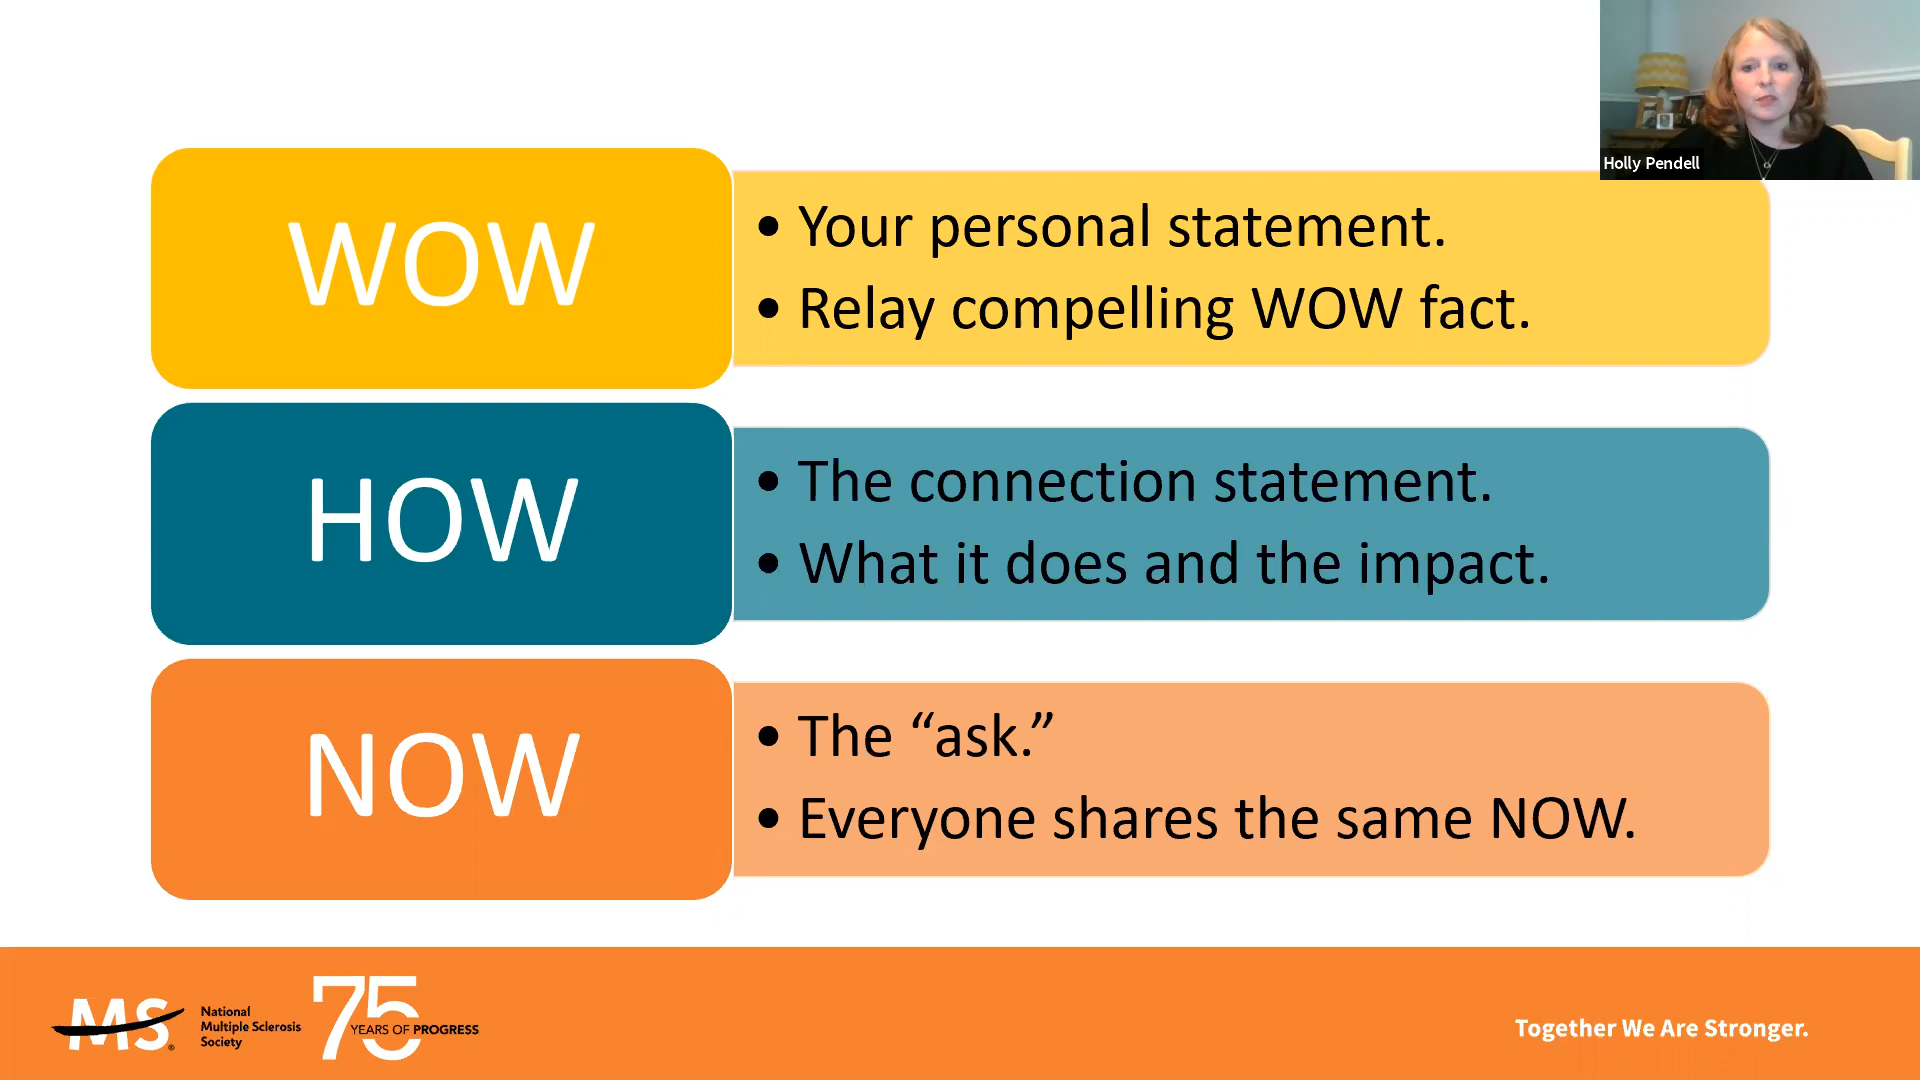 Holly Pendell
WOW
• Your personal statement.
• Relay compelling WOW fact.
HOW
• The connection statement.
• What it does and the impact.
NOW
• The “ask.”
• Everyone shares the same NOW.
MS®
National
Multiple Sclerosis
Society
75
YEARS OF PROGRESS
Together We Are Stronger.